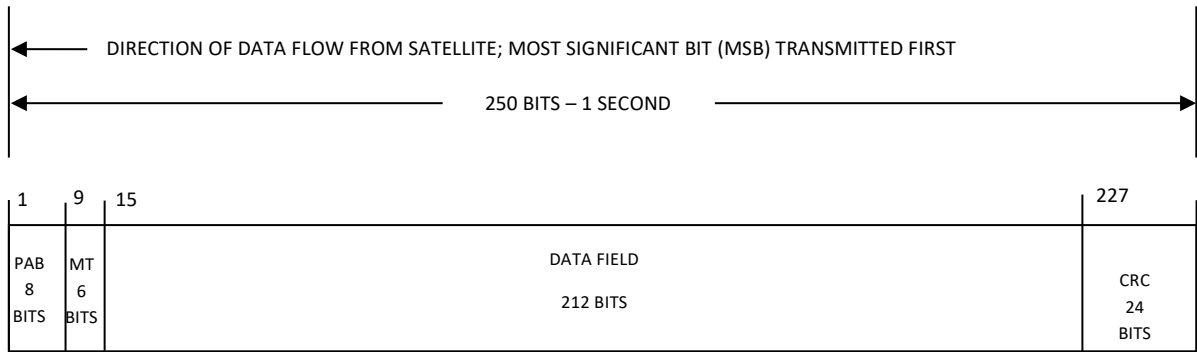 DIRECTION OF DATA FLOW FROM SATELLITE; MOST SIGNIFICANT BIT (MSB) TRANSMITTED FIRST
250 BITS – 1 SECOND
1 9 15 227
PAB
8
BITS
MT
6
BITS
DATA FIELD
212 BITS
CRC
24
BITS